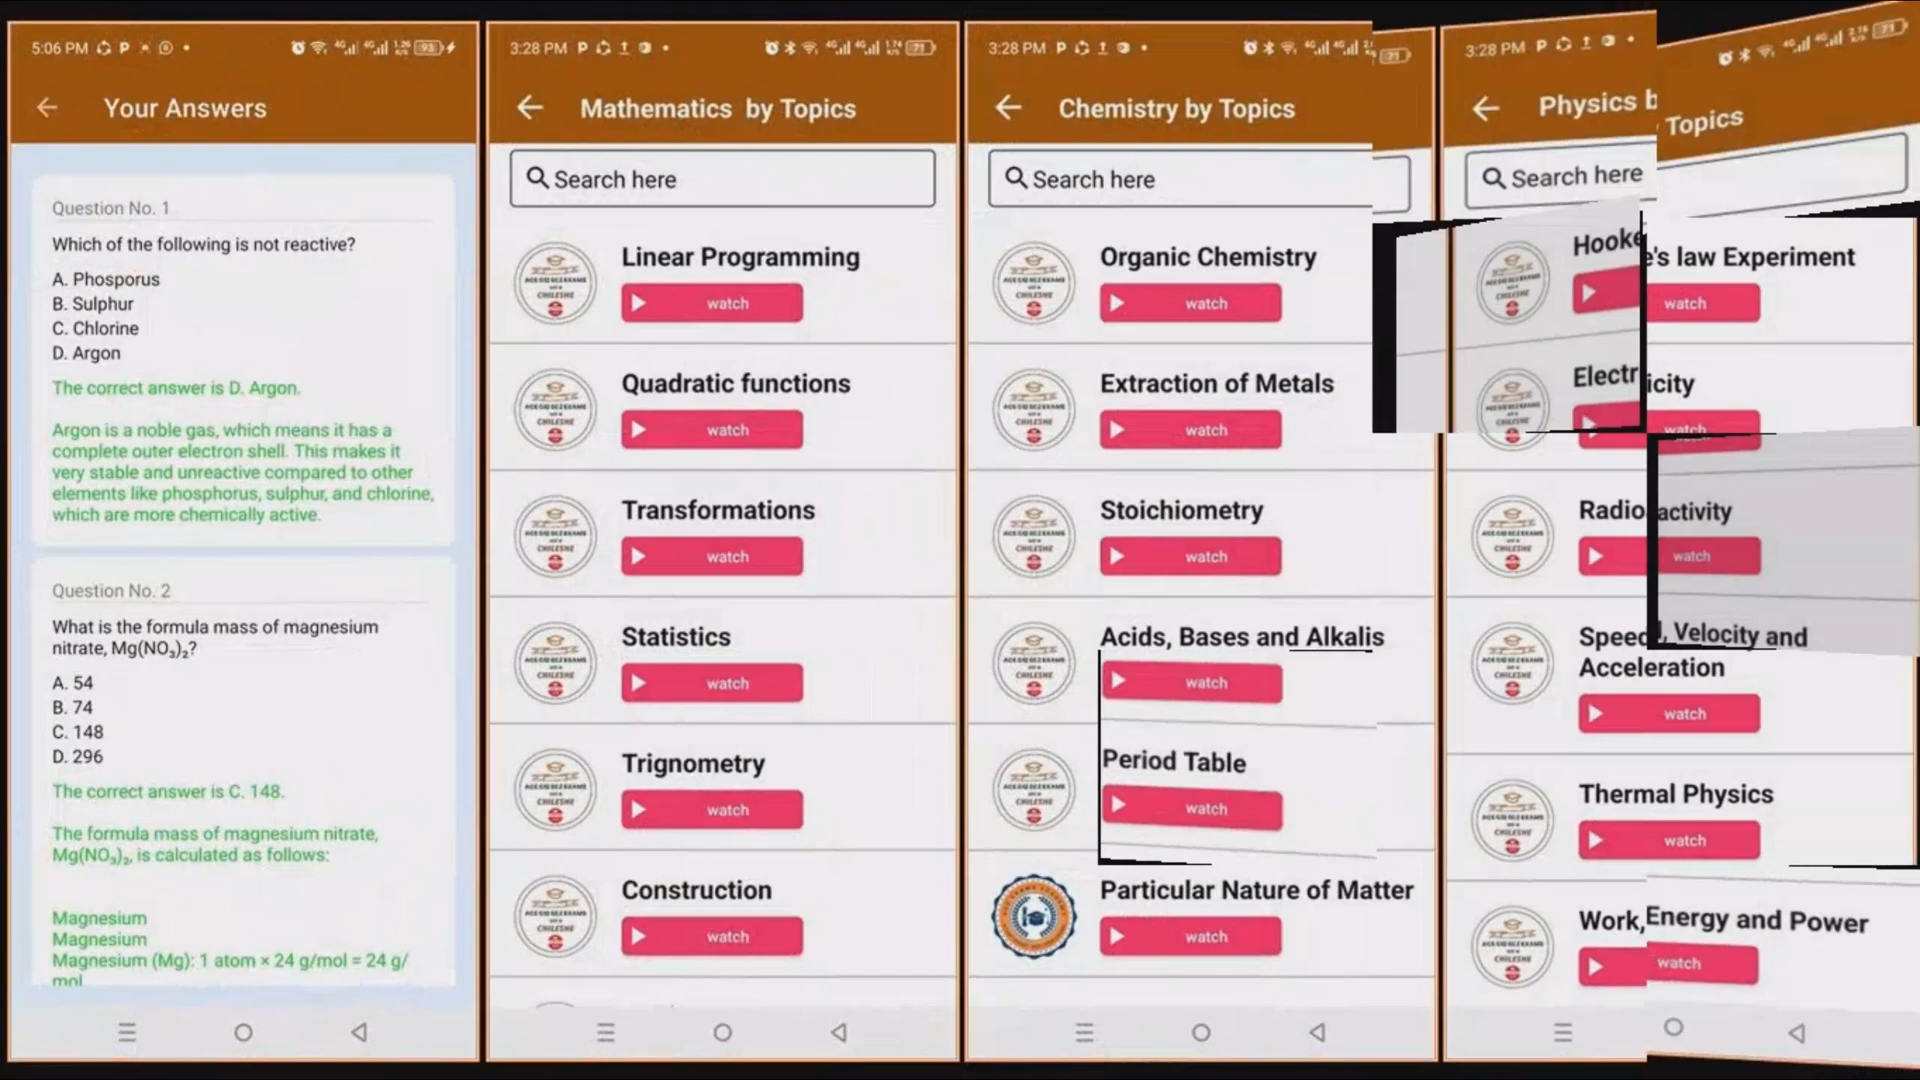 5:06 PM
Your Answers
Question No. 1
Which of the following is not reactive?
A. Phosporus
B. Sulphur
C. Chlorine
D. Argon
The correct answer is D. Argon.
Argon is a noble gas, which means it has a
complete outer electron shell. This makes it
very stable and unreactive compared to other
elements like phosphorus, sulphur, and chlorine,
which are more chemically active.
Question No. 2
What is the formula mass of magnesium
nitrate, Mg(NO₃)₂?
A. 54
B. 74
C. 148
D. 296
The correct answer is C. 148.
The formula mass of magnesium nitrate,
Mg(NO₃)₂, is calculated as follows:
Magnesium
Magnesium
Magnesium (Mg): 1 atom × 24 g/mol = 24 g/
mol
3:28 PM
Mathematics by Topics
Search here
Linear Programming
watch
Quadratic functions
watch
Transformations
watch
Statistics
watch
Trignometry
watch
Construction
watch
3:28 PM
Chemistry by Topics
Search here
Organic Chemistry
watch
Extraction of Metals
watch
Stoichiometry
watch
Acids, Bases and Alkalis
watch
Period Table
watch
Particular Nature of Matter
watch
3:28 PM
Physics b Topics
Search here
Hooke's law Experiment
watch
Electricity
watch
Radioactivity
watch
Speed, Velocity and
Acceleration
watch
Thermal Physics
watch
Work, Energy and Power
watch